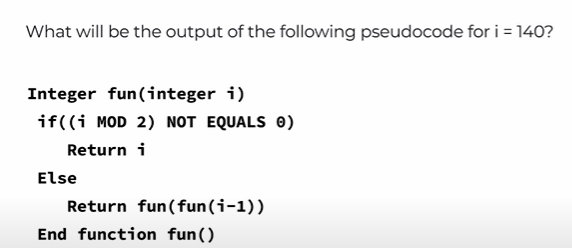 What will be the output of the following pseudocode for i = 140?
Integer fun(integer i)
if((i MOD 2) NOT EQUALS 0)
Return i
Else
Return fun(fun(i-1))
End function fun()